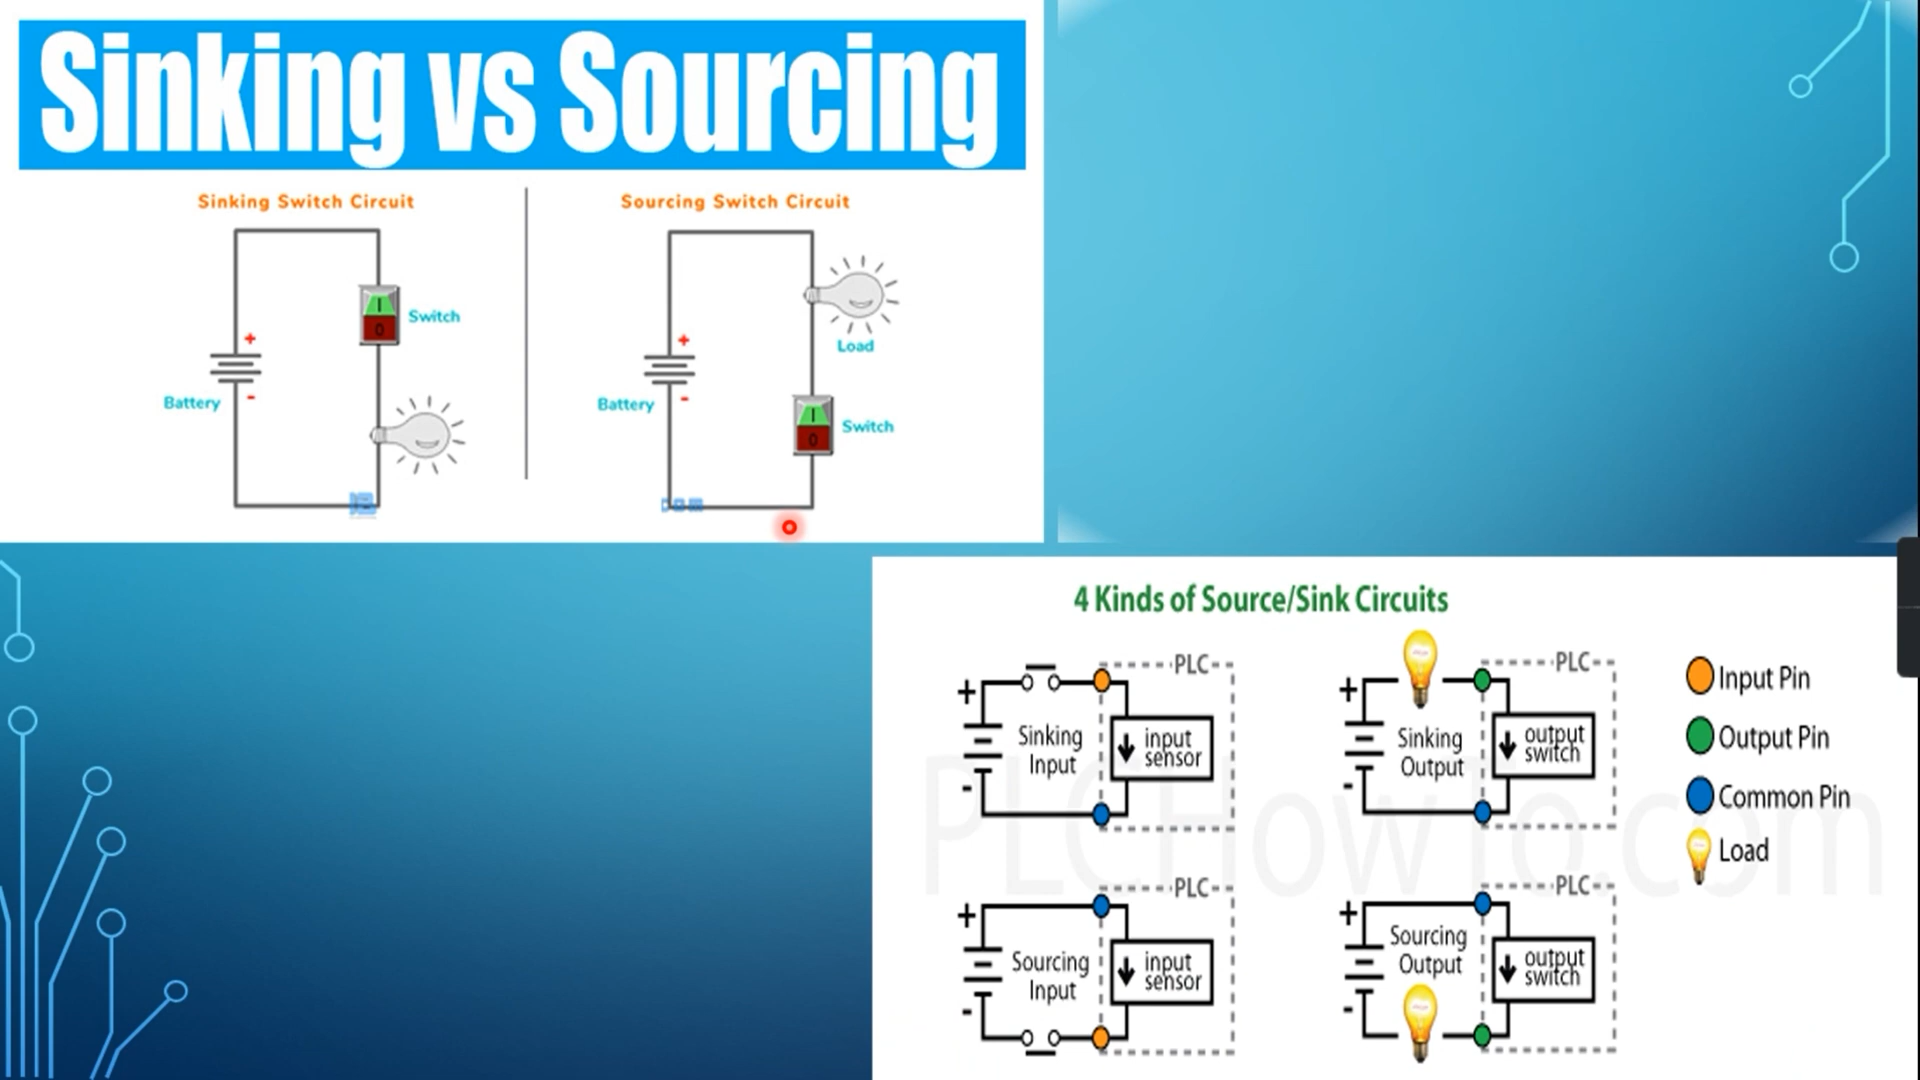 Sinking vs Sourcing
Sinking Switch Circuit
+
Switch
I
0
Battery
-
Sourcing Switch Circuit
+
Load
Battery
-
Switch
I
0
4 Kinds of Source/Sink Circuits
PLC
+
Sinking
Input
input
sensor
-
PLC
+
Sinking
Output
output
switch
-
PLC
+
Sourcing
Input
input
sensor
-
PLC
+
Sourcing
Output
output
switch
-
Input Pin
Output Pin
Common Pin
Load
PLCHowTo.com